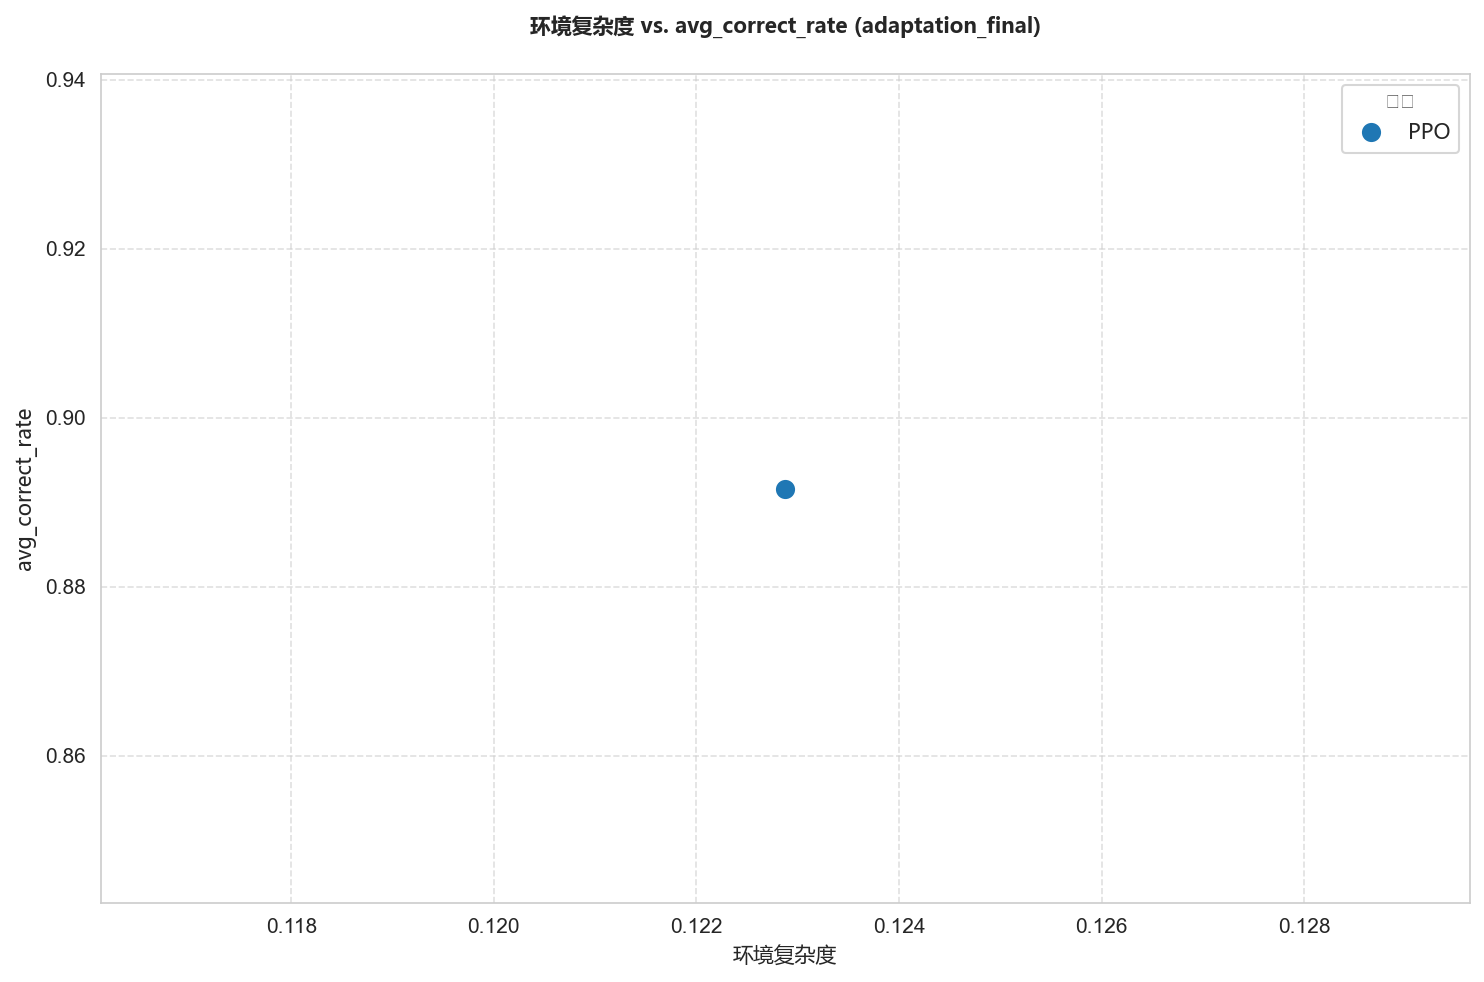 环境复杂度 vs. avg_correct_rate (adaptation_final)
PPO
0.94
0.92
0.90
0.88
0.86
avg_correct_rate
0.118 0.120 0.122 0.124 0.126 0.128
环境复杂度